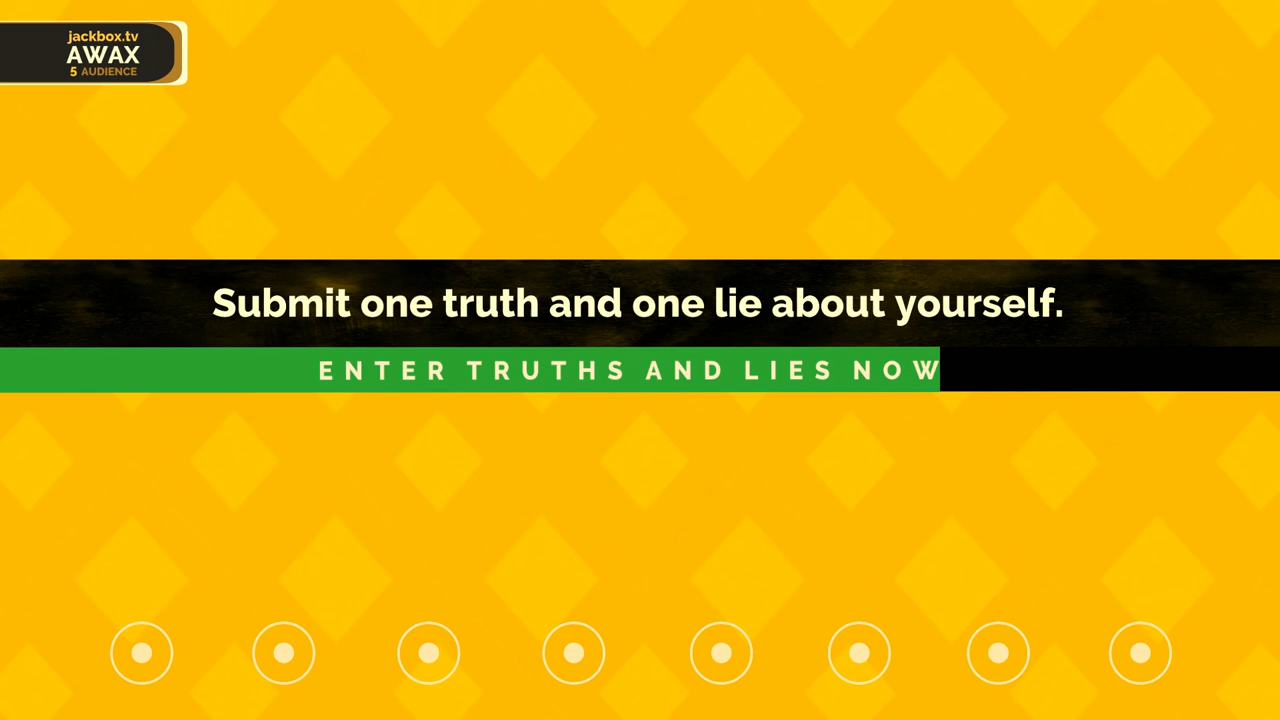 jackbox.tv
AWAX
5 AUDIENCE
Submit one truth and one lie about yourself.
ENTER TRUTHS AND LIES NOW